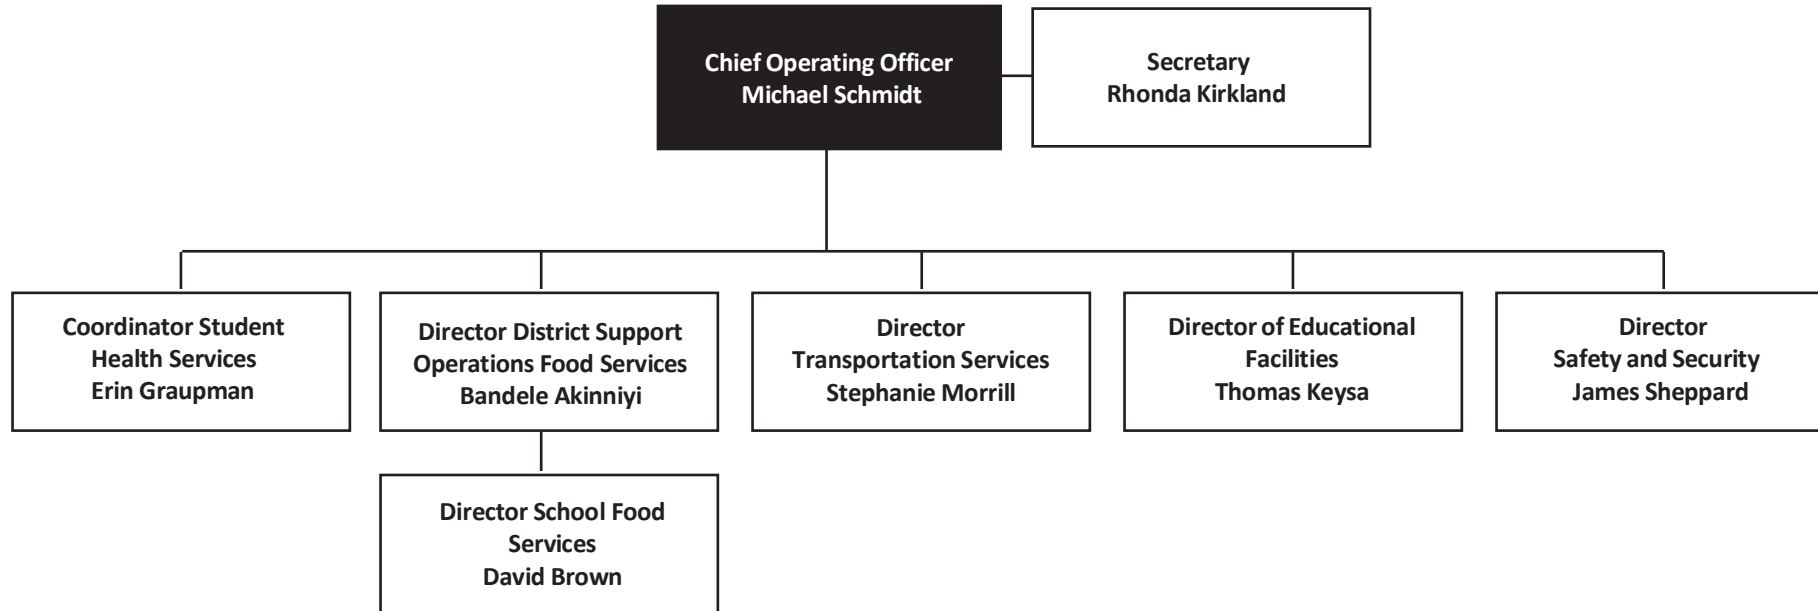 Chief Operating Officer
Michael Schmidt
Secretary
Rhonda Kirkland
Coordinator Student
Health Services
Erin Graupman
Director District Support
Operations Food Services
Bandele Akinniyi
Director
Transportation Services
Stephanie Morrill
Director of Educational
Facilities
Thomas Keysa
Director
Safety and Security
James Sheppard
Director School Food
Services
David Brown